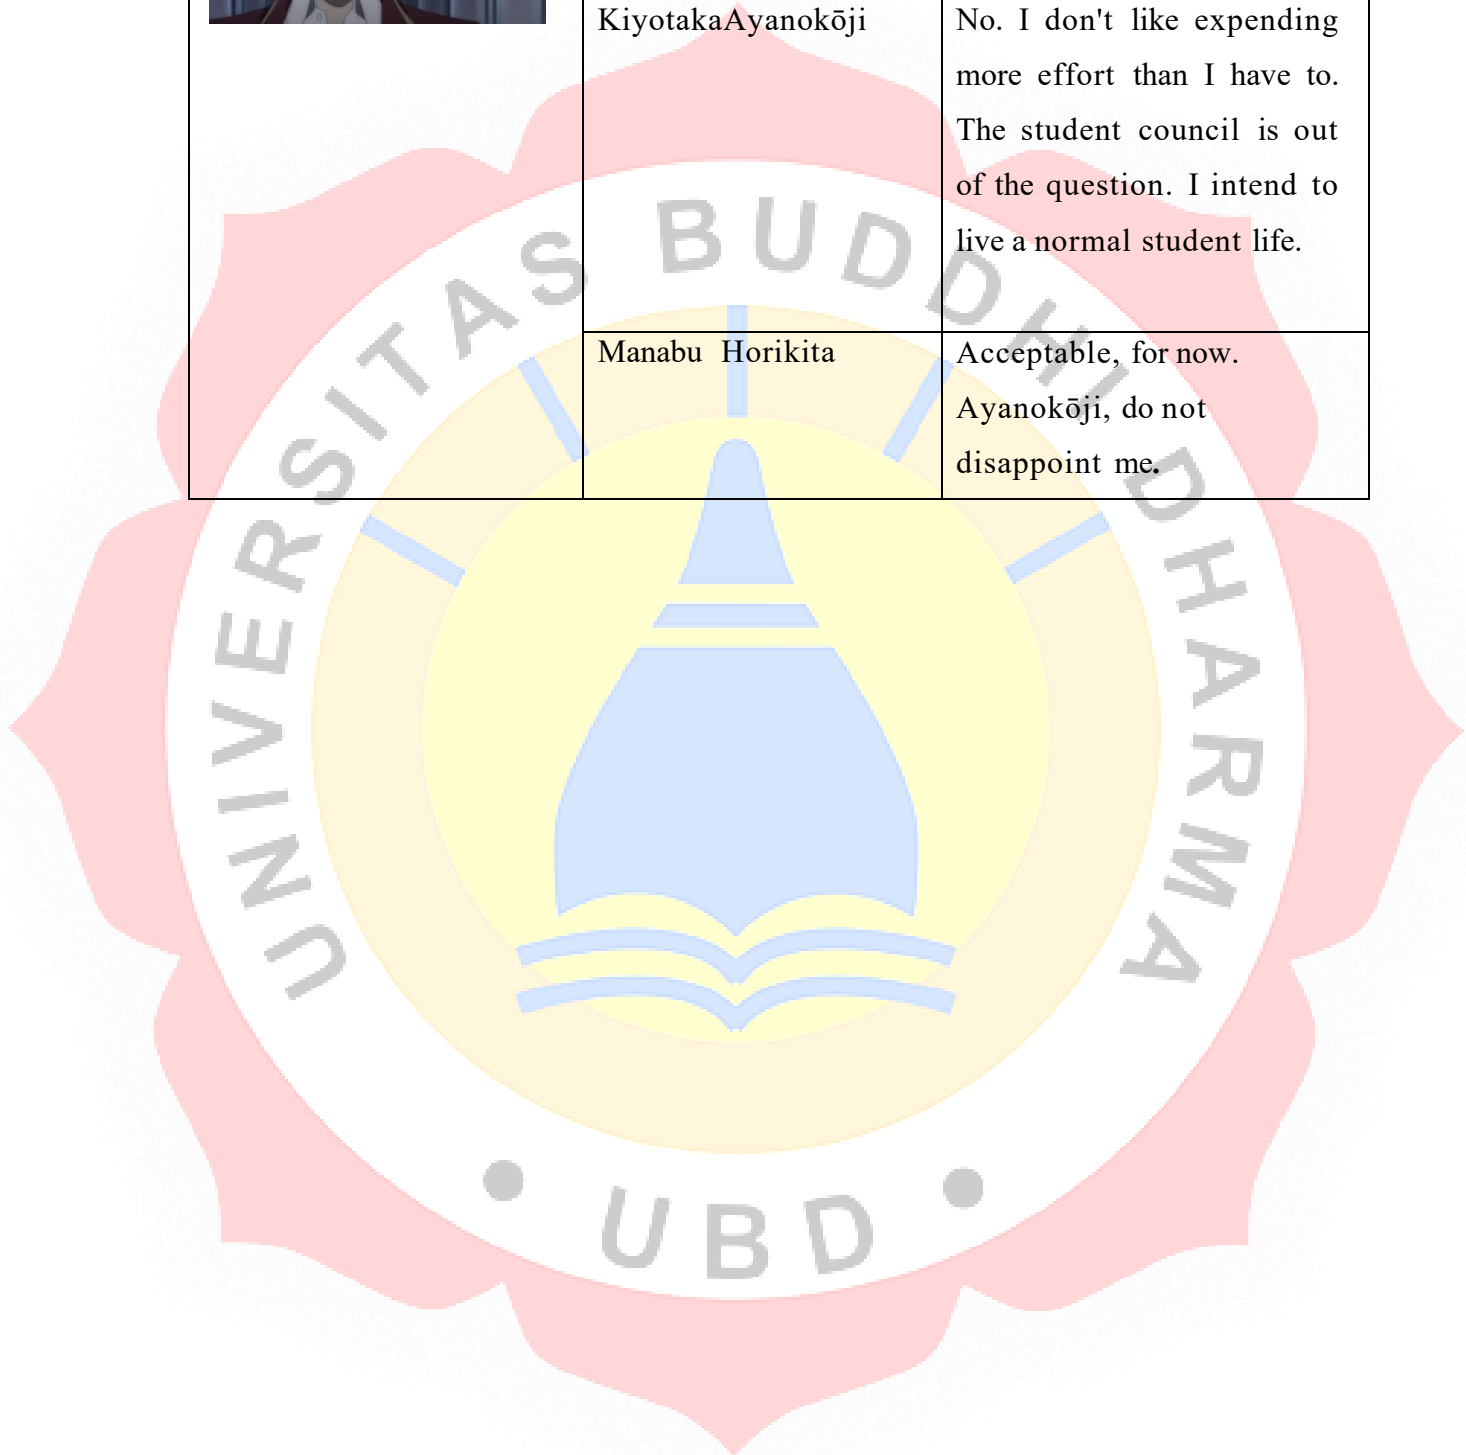 KiyotakaAyanokōji
No. I don't like expending
more effort than I have to.
The student council is out
of the question. I intend to
live a normal student life.
Manabu Horikita
Acceptable, for now.
Ayanokōji, do not
disappoint me.
UNIVERSITAS BUDDHI DHARMA
• UBD •